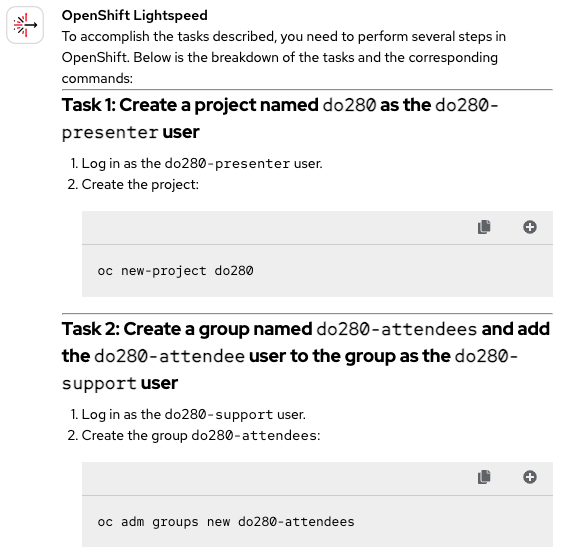 OpenShift Lightspeed
To accomplish the tasks described, you need to perform several steps in
OpenShift. Below is the breakdown of the tasks and the corresponding
commands:
Task 1: Create a project named do280 as the do280-
presenter user
1. Log in as the do280-presenter user.
2. Create the project:
oc new-project do280
Task 2: Create a group named do280-attendees and add
the do280-attendee user to the group as the do280-
support user
1. Log in as the do280-support user.
2. Create the group do280-attendees:
oc adm groups new do280-attendees